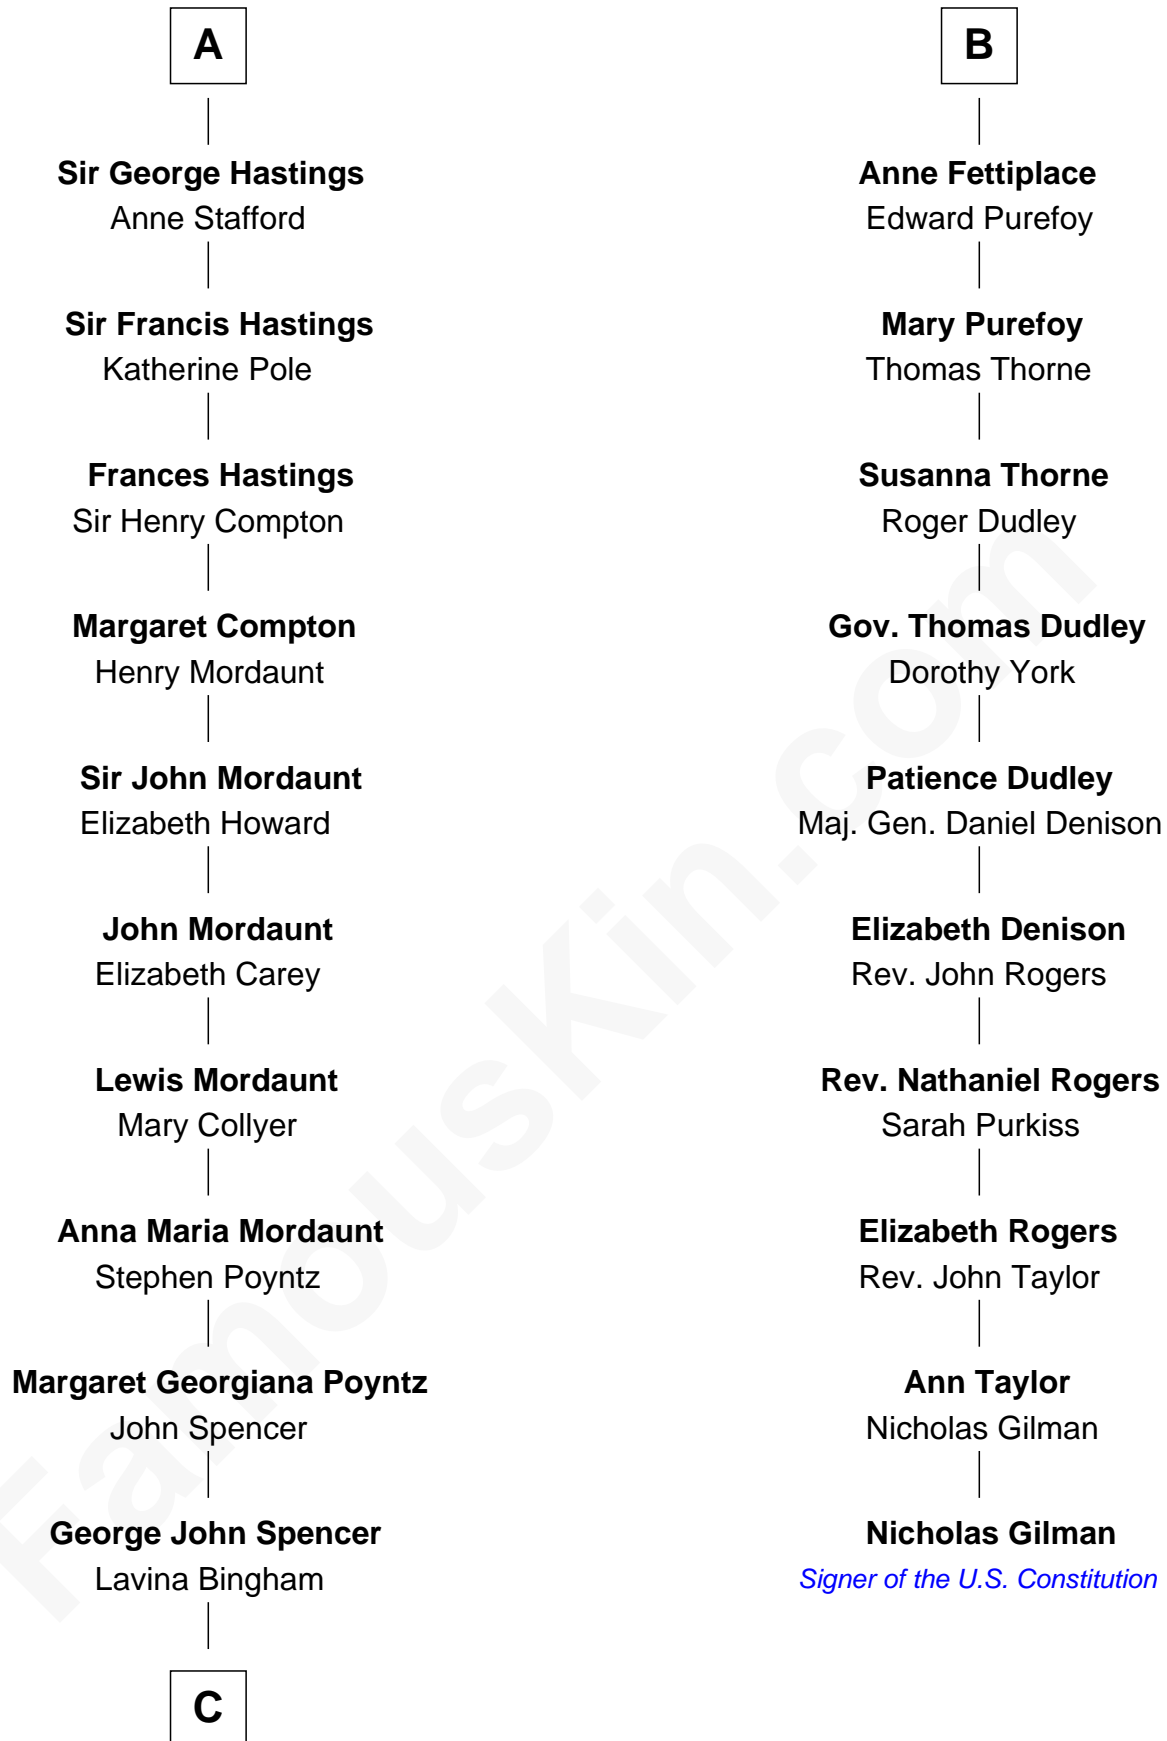 A
Sir George Hastings
Anne Stafford
Sir Francis Hastings
Katherine Pole
Frances Hastings
Sir Henry Compton
Margaret Compton
Henry Mordaunt
Sir John Mordaunt
Elizabeth Howard
John Mordaunt
Elizabeth Carey
Lewis Mordaunt
Mary Collyer
Anna Maria Mordaunt
Stephen Poyntz
Margaret Georgiana Poyntz
John Spencer
George John Spencer
Lavina Bingham
C
B
Anne Fettiplace
Edward Purefoy
Mary Purefoy
Thomas Thorne
Susanna Thorne
Roger Dudley
Gov. Thomas Dudley
Dorothy York
Patience Dudley
Maj. Gen. Daniel Denison
Elizabeth Denison
Rev. John Rogers
Rev. Nathaniel Rogers
Sarah Purkiss
Elizabeth Rogers
Rev. John Taylor
Ann Taylor
Nicholas Gilman
Nicholas Gilman
Signer of the U.S. Constitution
FamousKin.com